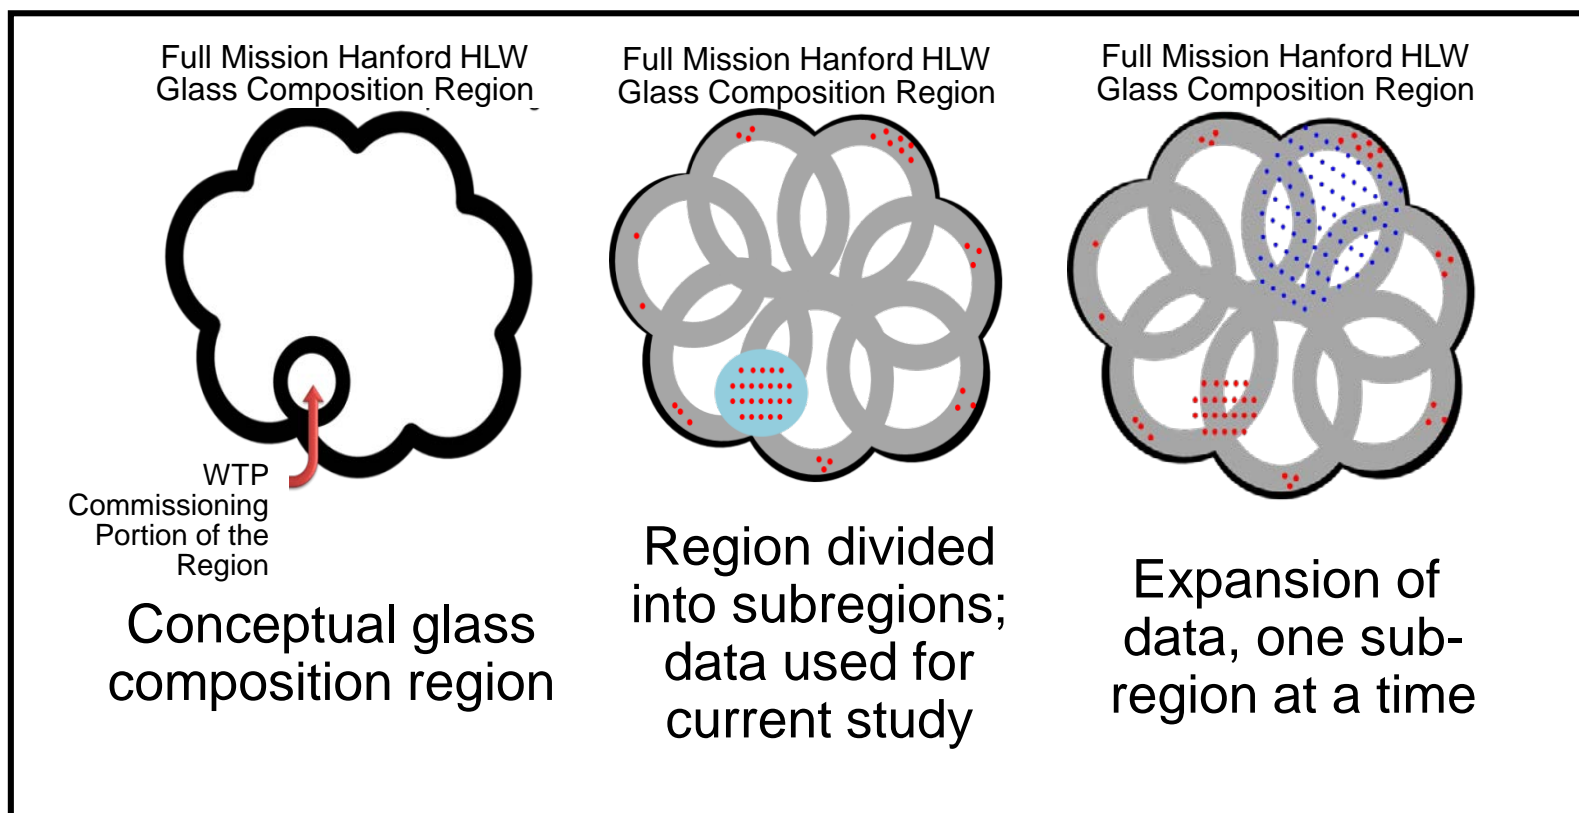 Full Mission Hanford HLW
Glass Composition Region
WTP
Commissioning
Portion of the
Region
Conceptual glass
composition region
Full Mission Hanford HLW
Glass Composition Region
Region divided
into subregions;
data used for
current study
Full Mission Hanford HLW
Glass Composition Region
Expansion of
data, one sub-
region at a time